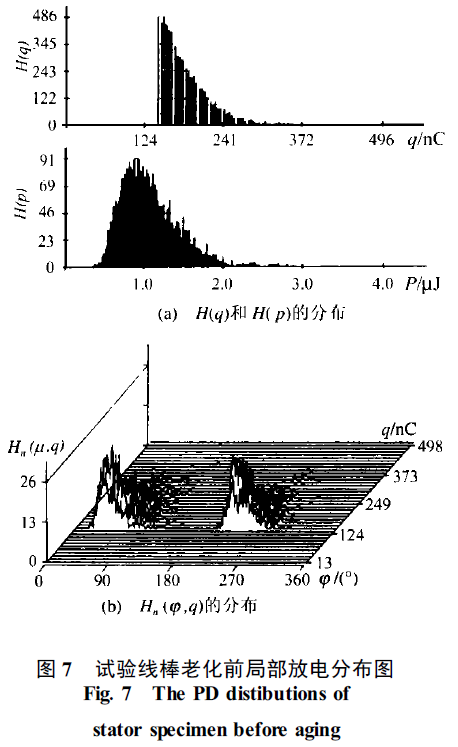 H(q)
486
345
243
122
0
124 241 372 496 q/nC
H(p)
91
69
46
23
0
1.0 2.0 3.0 4.0 P/μJ
(a) H(q)和 H(p)的分布
Hn(μ,q)
26
13
0
q/nC
498
373
249
124
13
0 90 180 270 360 φ/(°)
(b) Hn(φ,q)的分布
图 7 试验线棒老化前局部放电分布图
Fig. 7 The PD distibutions of
stator specimen before aging